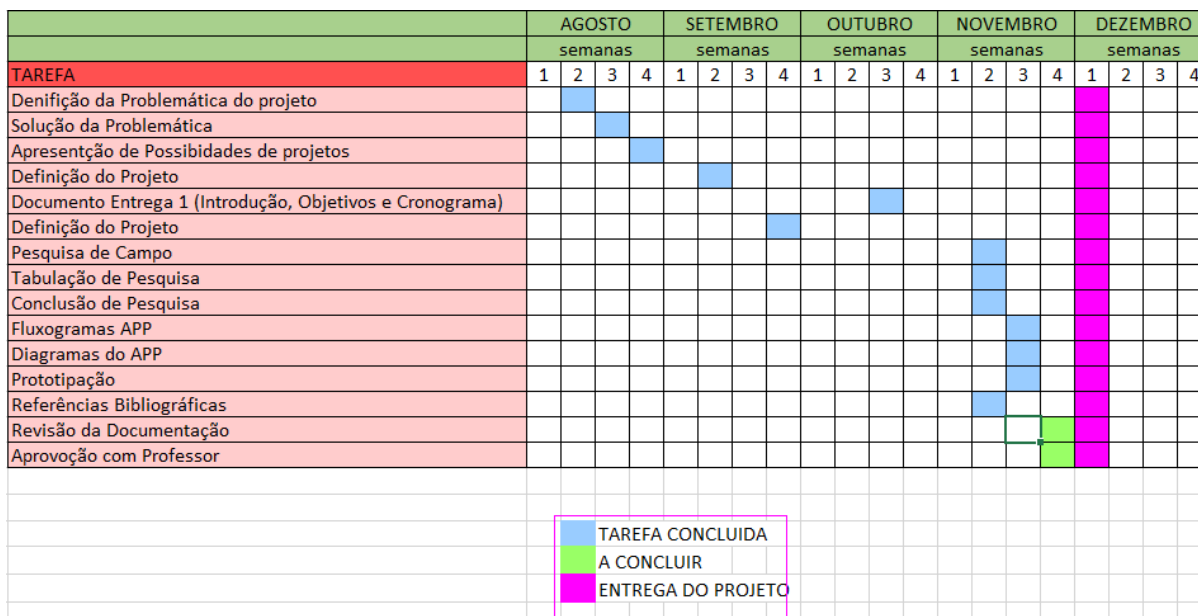 AGOSTO SETEMBRO OUTUBRO NOVEMBRO DEZEMBRO
semanas semanas semanas semanas semanas
TAREFA 1 2 3 4 1 2 3 4 1 2 3 4 1 2 3 4 1 2 3 4
Denifição da Problemática do projeto
Solução da Problemática
Apresentção de Possibidades de projetos
Definição do Projeto
Documento Entrega 1 (Introdução, Objetivos e Cronograma)
Definição do Projeto
Pesquisa de Campo
Tabulação de Pesquisa
Conclusão de Pesquisa
Fluxogramas APP
Diagramas do APP
Prototipação
Referências Bibliográficas
Revisão da Documentação
Aprovoção com Professor
TAREFA CONCLUIDA
A CONCLUIR
ENTREGA DO PROJETO